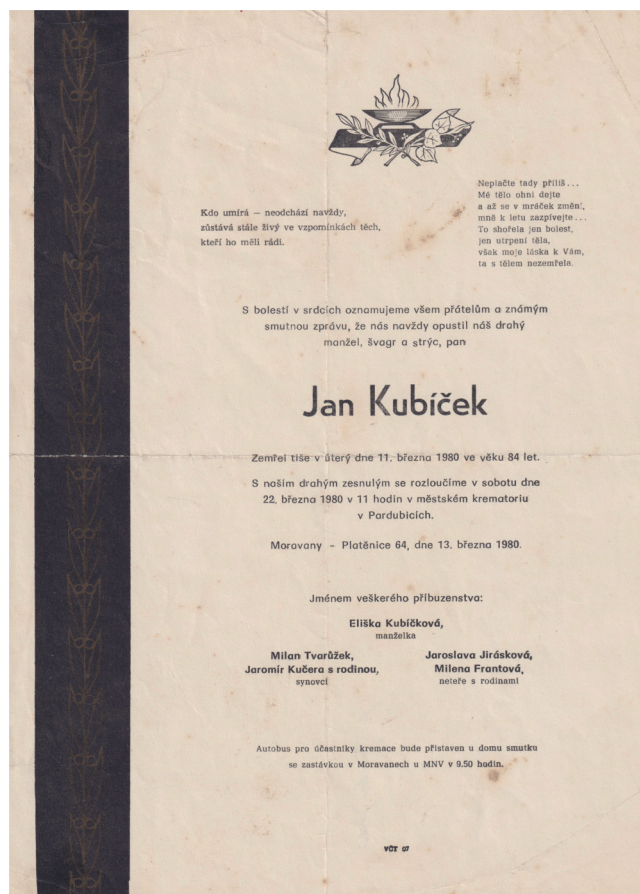 Kdo umírá — neodchází navždy,
zůstává stále živý ve vzpomínkách těch,
kteří ho měli rádi.
Neplačte tady příliš...
Mé tělo ohni dejte
a až se v mráček změní,
mně k letu zazpívejte...
To shořela jen bolest,
jen utrpení těla,
však moje láska k Vám,
ta s tělem nezemřela.
S bolestí v srdcích oznamujeme všem přátelům a známým
smutnou zprávu, že nás navždy opustil náš drahý
manžel, švagr a strýc, pan
Jan Kubíček
Zemřel tiše v úterý dne 11. března 1980 ve věku 84 let.
S naším drahým zesnulým se rozloučíme v sobotu dne
22. března 1980 v 11 hodin v městském krematoriu
v Pardubicích.
Moravany - Platěnice 64, dne 13. března 1980.
Jménem veškerého příbuzenstva:
Eliška Kubíčková,
manželka
Milan Tvarůžek,
Jaromír Kučera s rodinou,
synovci
Jaroslava Jirásková,
Milena Frantová,
neteře s rodinami
Autobus pro účastníky kremace bude přistaven u domu smutku
se zastávkou v Moravanech u MNV v 9.50 hodin.
VČT 07